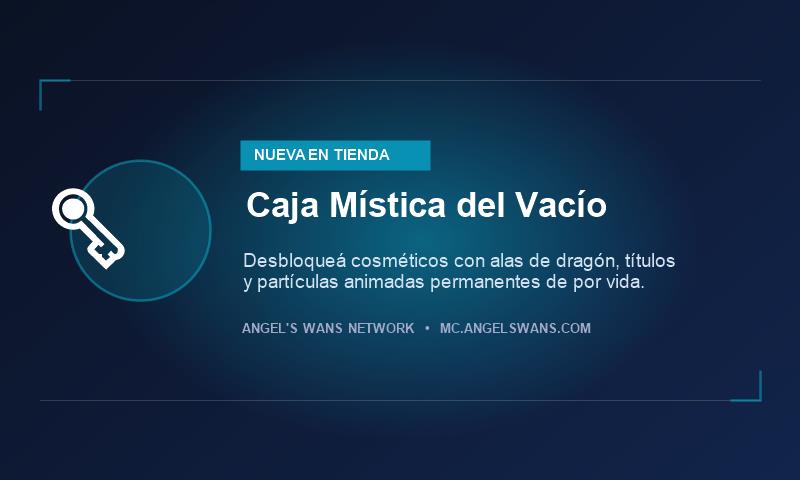 NUEVA EN TIENDA
Caja Mística del Vacío
Desbloqueá cosméticos con alas de dragón, títulos
y partículas animadas permanentes de por vida.
ANGEL'S WANS NETWORK • MC.ANGELSWANS.COM